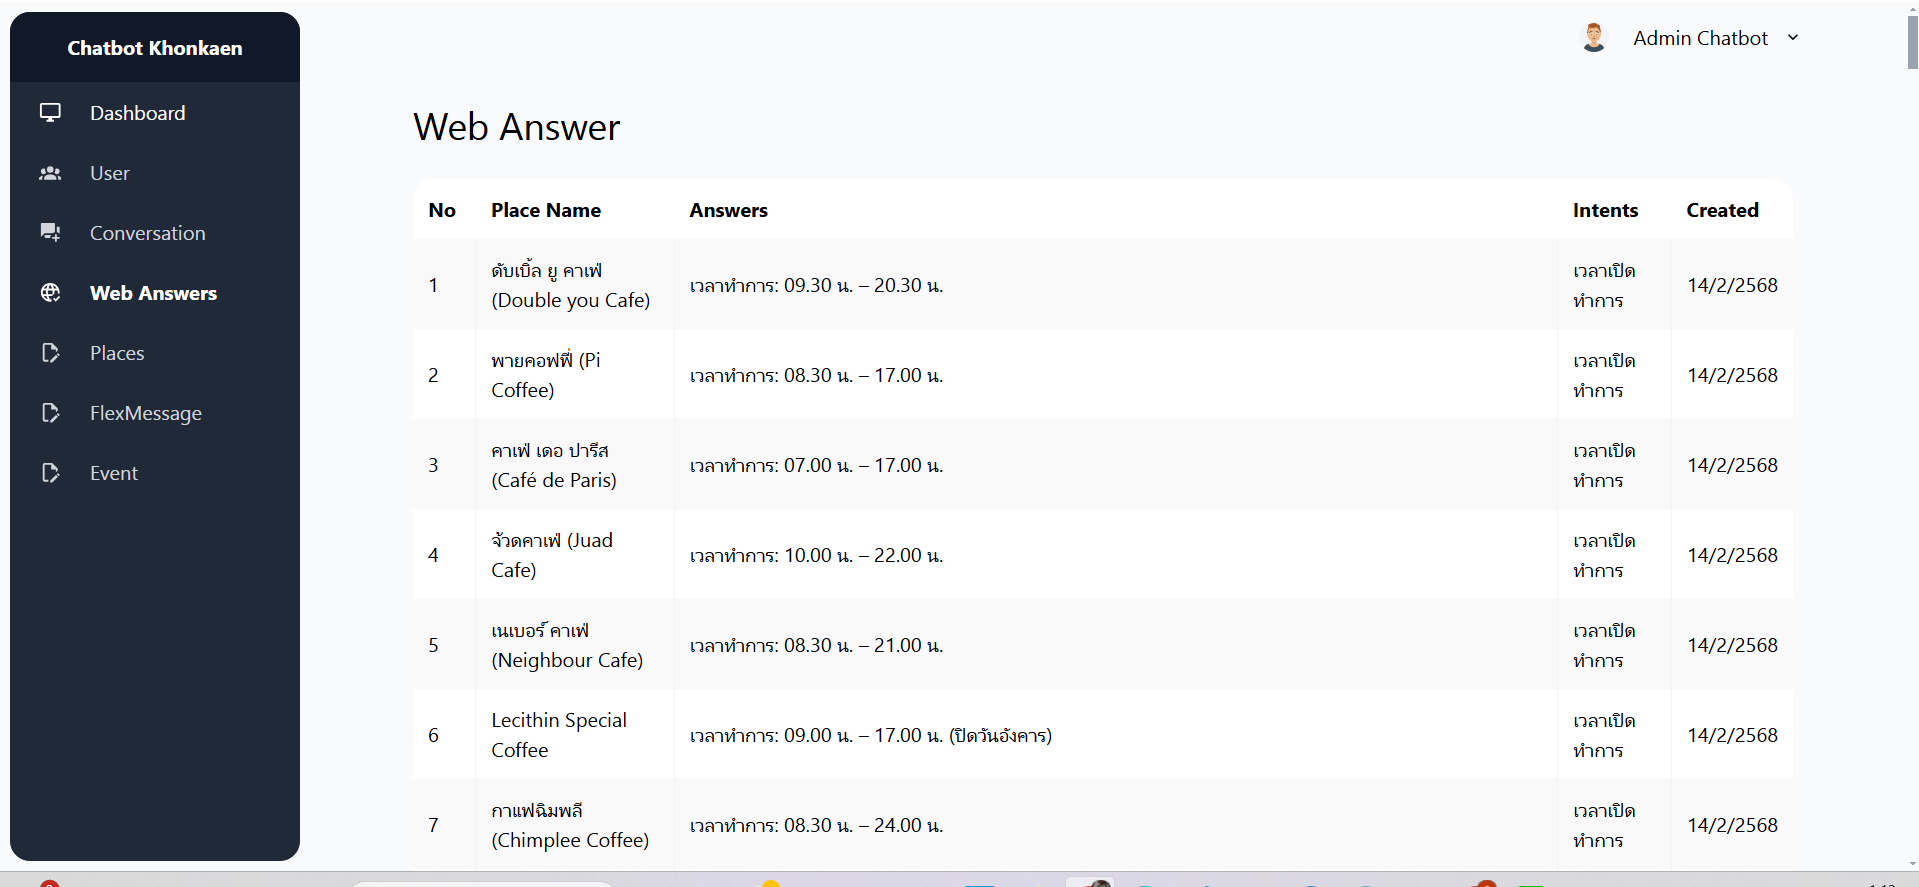 Chatbot Khonkaen
Dashboard
User
Conversation
Web Answers
Places
FlexMessage
Event
Admin Chatbot
Web Answer
No Place Name Answers Intents Created
1 ดับเบิ้ล ยู คาเฟ่ (Double you Cafe) เวลาทำการ: 09.30 น. – 20.30 น. เวลาเปิดทำการ 14/2/2568
2 พายคอฟฟี่ (Pi Coffee) เวลาทำการ: 08.30 น. – 17.00 น. เวลาเปิดทำการ 14/2/2568
3 คาเฟ่ เดอ ปารีส (Café de Paris) เวลาทำการ: 07.00 น. – 17.00 น. เวลาเปิดทำการ 14/2/2568
4 จ้วดคาเฟ่ (Juad Cafe) เวลาทำการ: 10.00 น. – 22.00 น. เวลาเปิดทำการ 14/2/2568
5 เนเบอร์ คาเฟ่ (Neighbour Cafe) เวลาทำการ: 08.30 น. – 21.00 น. เวลาเปิดทำการ 14/2/2568
6 Lecithin Special Coffee เวลาทำการ: 09.00 น. – 17.00 น. (ปิดวันอังคาร) เวลาเปิดทำการ 14/2/2568
7 กาแฟฉิมพลี (Chimplee Coffee) เวลาทำการ: 08.30 น. – 24.00 น. เวลาเปิดทำการ 14/2/2568